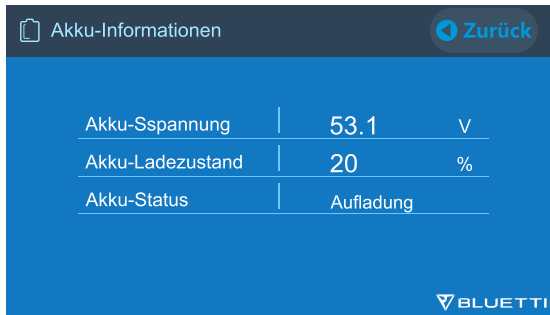 Akku-Informationen
Zurück
Akku-Sspannung 53.1 V
Akku-Ladezustand 20 %
Akku-Status Aufladung
BLUETTI